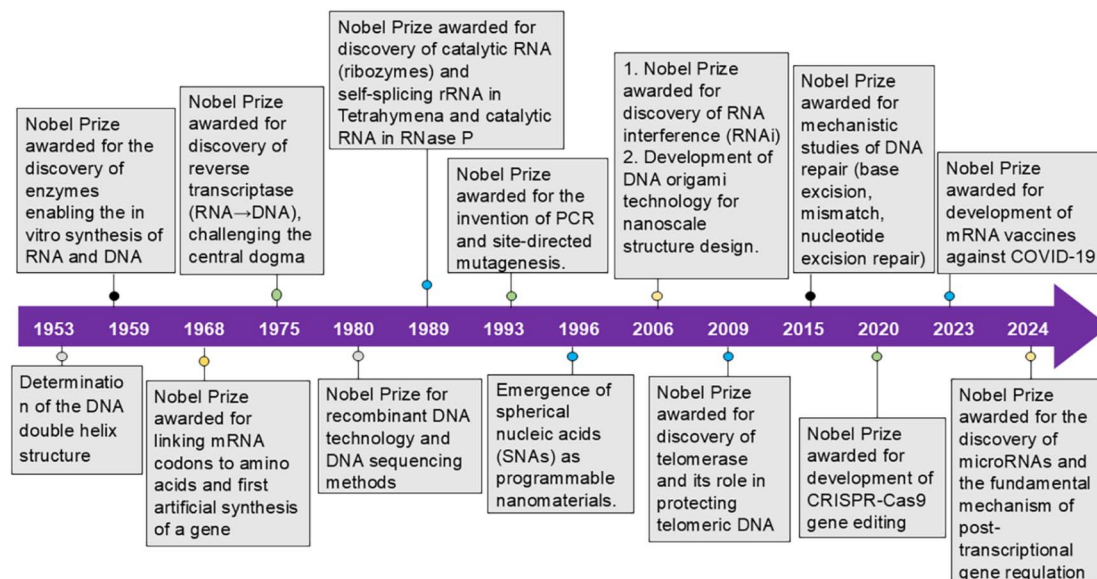 Nobel Prize
awarded for the
discovery of
enzymes
enabling the in
vitro synthesis of
RNA and DNA
Nobel Prize
awarded for
discovery of
reverse
transcriptase
(RNA→DNA),
challenging the
central dogma
Nobel Prize awarded for
discovery of catalytic RNA
(ribozymes) and
self-splicing rRNA in
Tetrahymena and catalytic
RNA in RNase P
Nobel Prize
awarded for the
invention of PCR
and site-directed
mutagenesis.
1. Nobel Prize
awarded for
discovery of RNA
interference (RNAi)
2. Development of
DNA origami
technology for
nanoscale
structure design.
Nobel Prize
awarded for
mechanistic
studies of DNA
repair (base
excision,
mismatch,
nucleotide
excision repair)
Nobel Prize
awarded for
development of
mRNA vaccines
against COVID-19
1953 1959 1968 1975 1980 1989 1993 1996 2006 2009 2015 2020 2023 2024
Determinatio
n of the DNA
double helix
structure
Nobel Prize
awarded for
linking mRNA
codons to amino
acids and first
artificial synthesis
of a gene
Nobel Prize for
recombinant DNA
technology and
DNA sequencing
methods
Emergence of
spherical
nucleic acids
(SNAs) as
programmable
nanomaterials.
Nobel Prize
awarded for
discovery of
telomerase
and its role in
protecting
telomeric DNA
Nobel Prize
awarded for
development of
CRISPR-Cas9
gene editing
Nobel Prize
awarded for the
discovery of
microRNAs and
the fundamental
mechanism of
post-
transcriptional
gene regulation